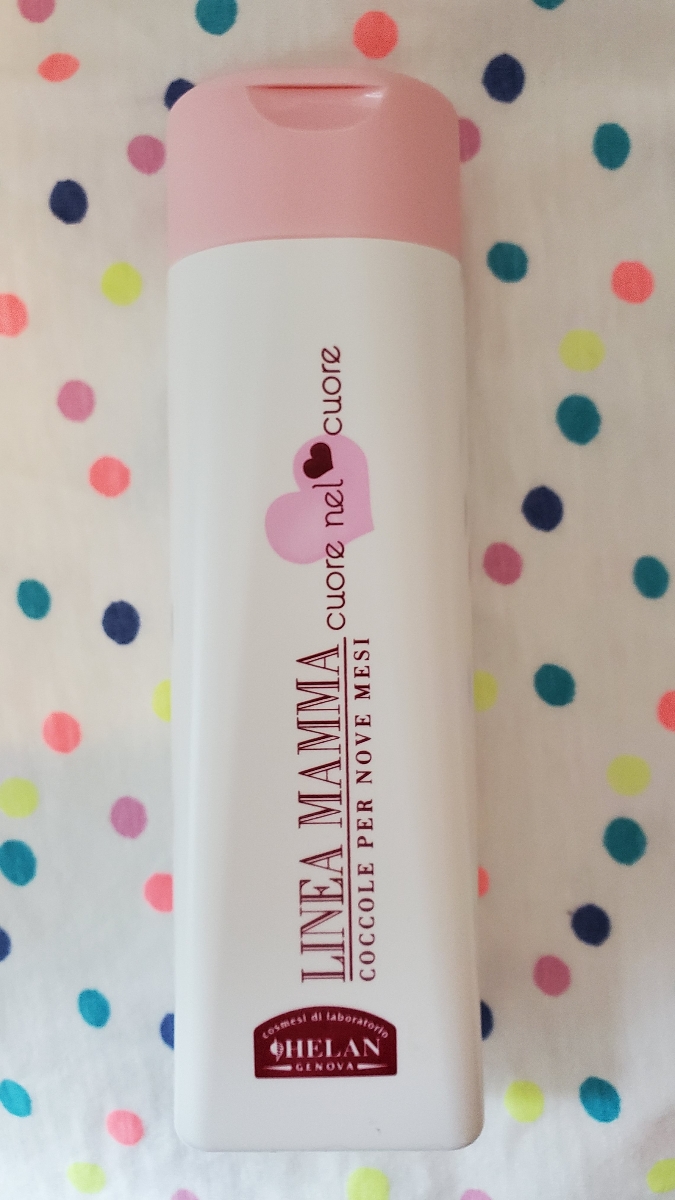 LINEA MAMMA cuore nel cuore
COCCOLE PER NOVE MESI
cosmesi di laboratorio
HELAN
GENOVA